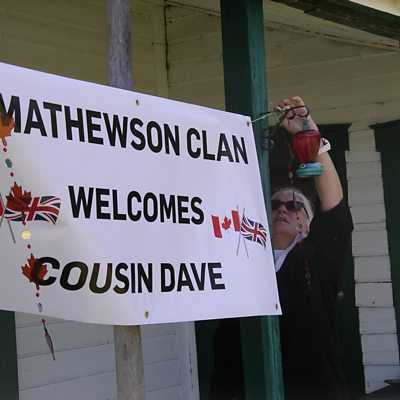 MATHEWSON CLAN
WELCOMES
COUSIN DAVE